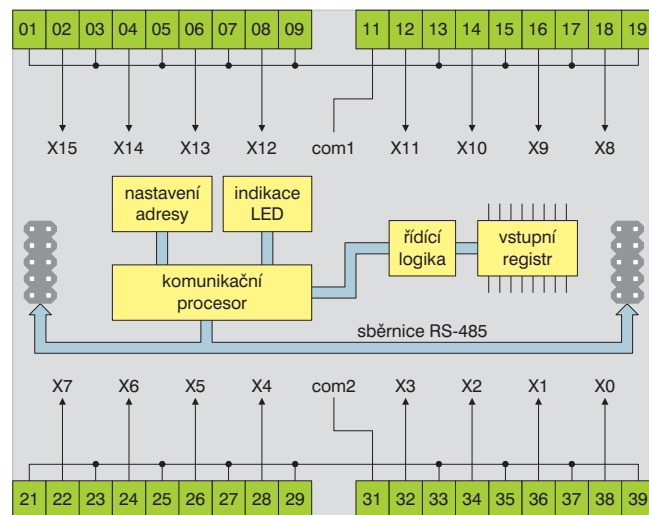 01 02 03 04 05 06 07 08 09 11 12 13 14 15 16 17 18 19
X15 X14 X13 X12 com1 X11 X10 X9 X8
nastavení
adresy
indikace
LED
řídící
logika
vstupní
registr
komunikační
procesor
sběrnice RS-485
X7 X6 X5 X4 com2 X3 X2 X1 X0
21 22 23 24 25 26 27 28 29 31 32 33 34 35 36 37 38 39